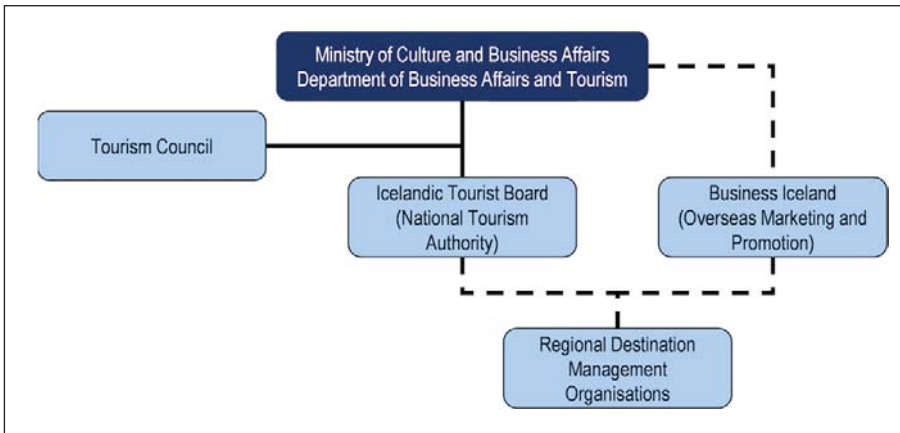 Ministry of Culture and Business Affairs
Department of Business Affairs and Tourism
Tourism Council
Icelandic Tourist Board
(National Tourism
Authority)
Business Iceland
(Overseas Marketing and
Promotion)
Regional Destination
Management
Organisations